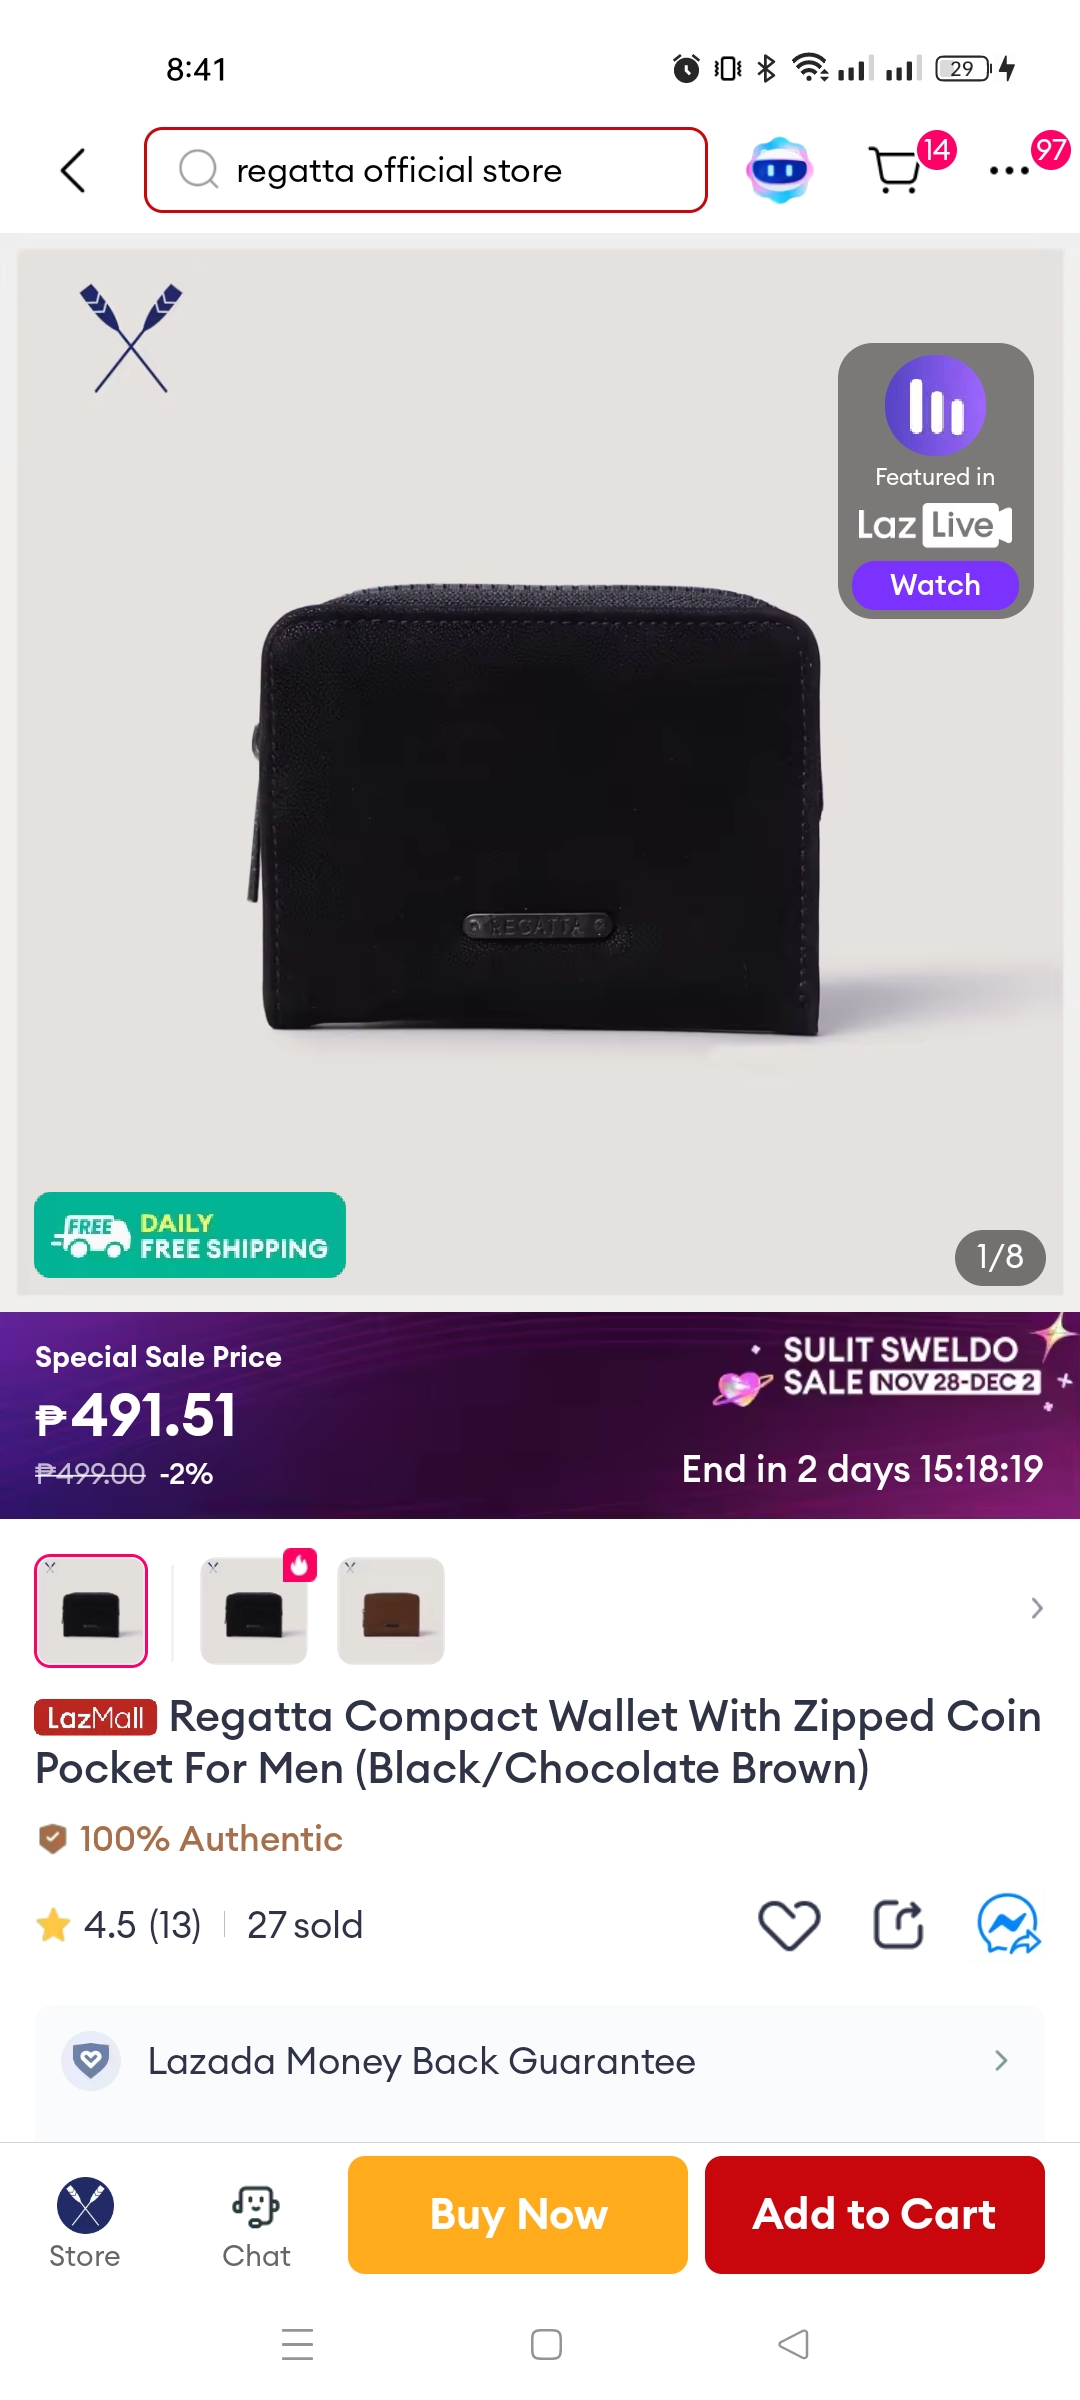 8:41
29
regatta official store
14
97
Featured in
Laz Live
Watch
REGATTA
FREE
DAILY
FREE SHIPPING
1/8
Special Sale Price
₱491.51
₱499.00 -2%
SULIT SWELDO
SALE NOV 28-DEC 2
End in 2 days 15:18:19
LazMall Regatta Compact Wallet With Zipped Coin
Pocket For Men (Black/Chocolate Brown)
100% Authentic
4.5 (13) 27 sold
Lazada Money Back Guarantee
Store
Chat
Buy Now
Add to Cart